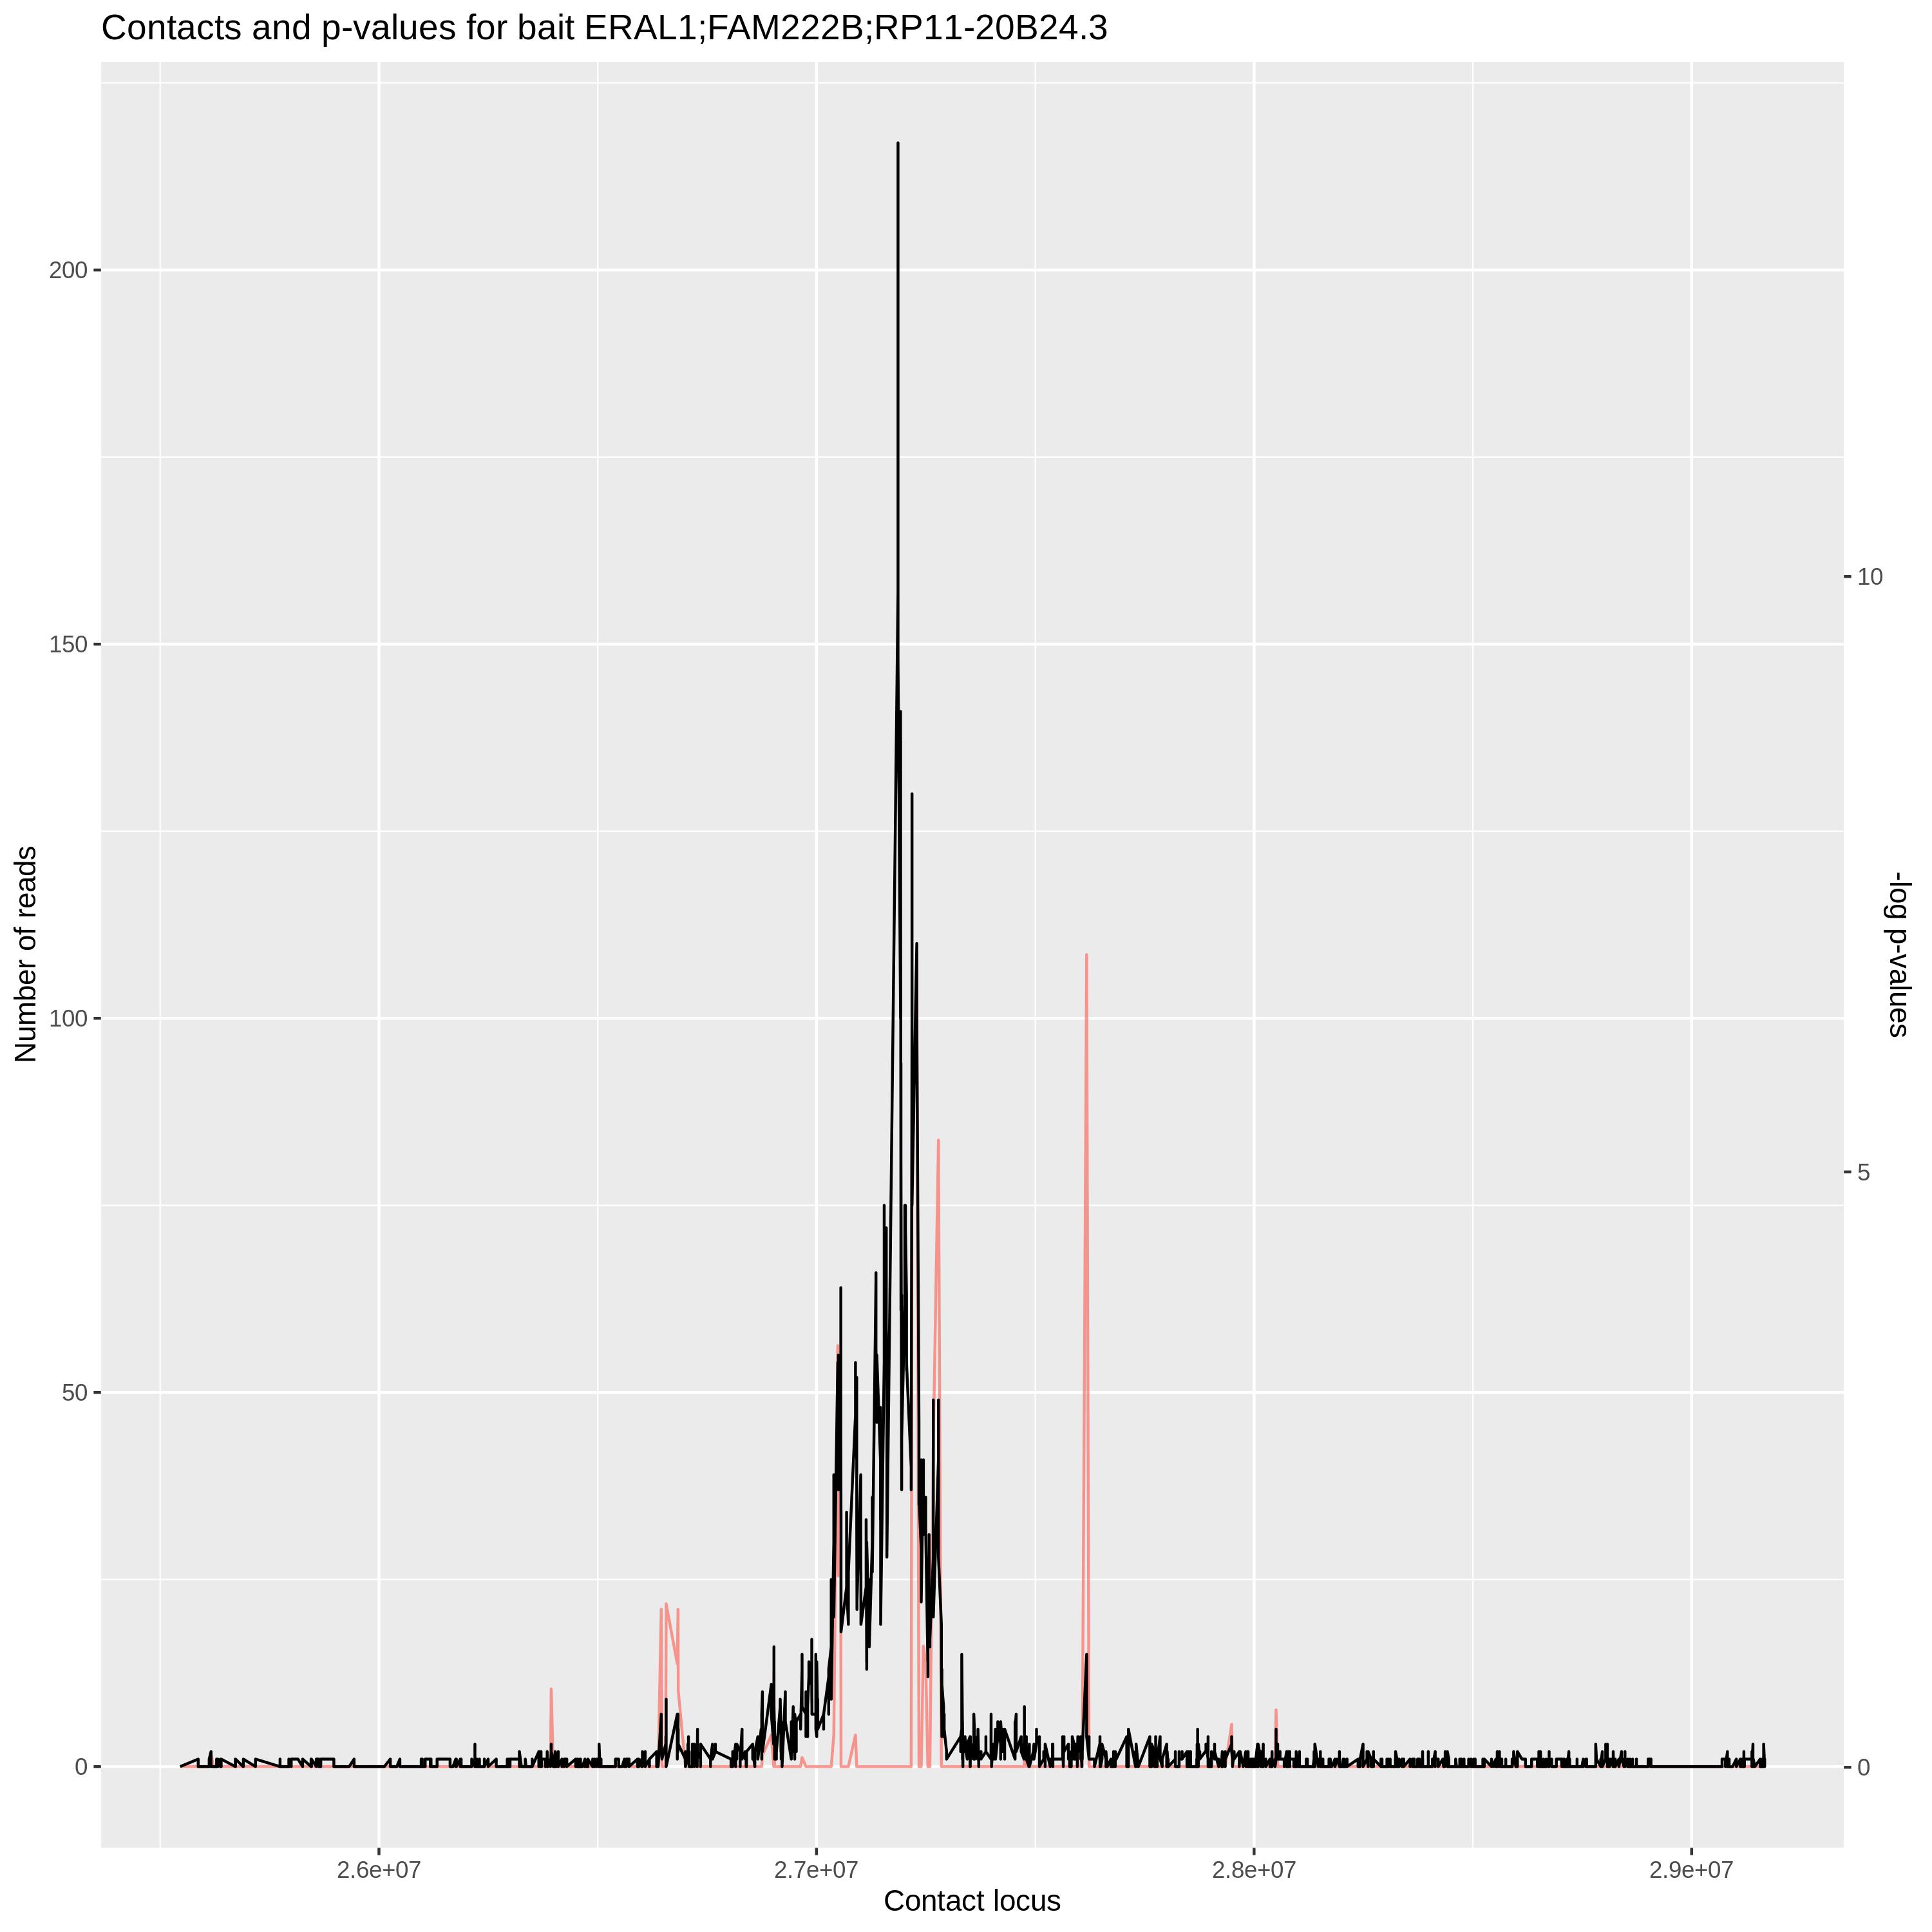 Contacts and p-values for bait ERAL1;FAM222B;RP11-20B24.3
200
150
100
50
0
Number of reads
10
5
0
-log p-values
2.6e+07
2.7e+07
2.8e+07
2.9e+07
Contact locus